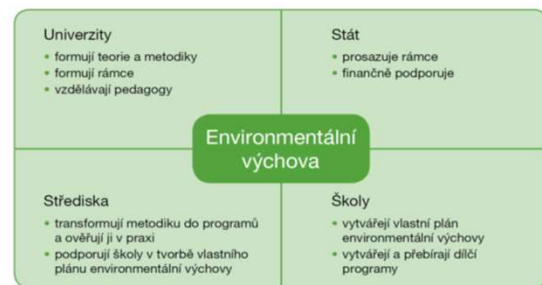 Univerzity
• formují teorie a metodiky
• formují rámce
• vzdělávají pedagogy
Stát
• prosazuje rámce
• finančně podporuje
Environmentální
výchova
Střediska
• transformují metodiku do programů
a ověřují ji v praxi
• podporují školy v tvorbě vlastního
plánu environmentální výchovy
Školy
• vytvářejí vlastní plán
environmentální výchovy
• vytvářejí a přebírají dílčí
programy